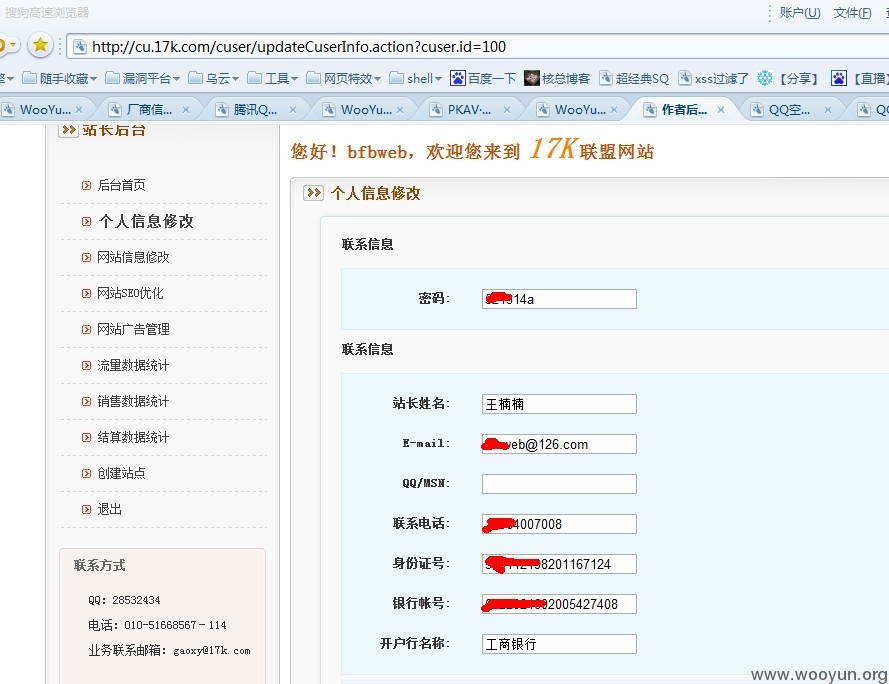 搜狗高速浏览器 账户(U) 文件(F)
http://cu.17k.com/cuser/updateCuserInfo.action?cuser.id=100
随手收藏 漏洞平台 乌云 工具 网页特效 shell 百度一下 核总博客 超经典SQ xss过滤了 【分享】 【直播
WooYu... 厂商信... 腾讯Q... WooYu... PKAV-... WooYu... 作者后... QQ空...
站长后台
您好！bfbweb，欢迎您来到 17K联盟网站
后台首页
个人信息修改
网站信息修改
网站SEO优化
网站广告管理
流量数据统计
销售数据统计
结算数据统计
创建站点
退出
联系方式
QQ：28532434
电话：010-51668567－114
业务联系邮箱：gaoxy@17k.com
个人信息修改
联系信息
密码: 14a
联系信息
站长姓名: 王楠楠
E-mail: web@126.com
QQ/MSN:
联系电话: 4007008
身份证号: 8201167124
银行帐号: 2005427408
开户行名称: 工商银行
www.wooyun.org